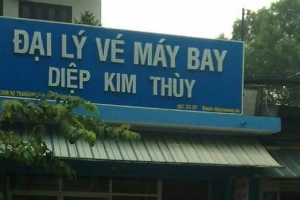 ĐẠI LÝ VÉ MÁY BAY
DIỆP KIM THÙY